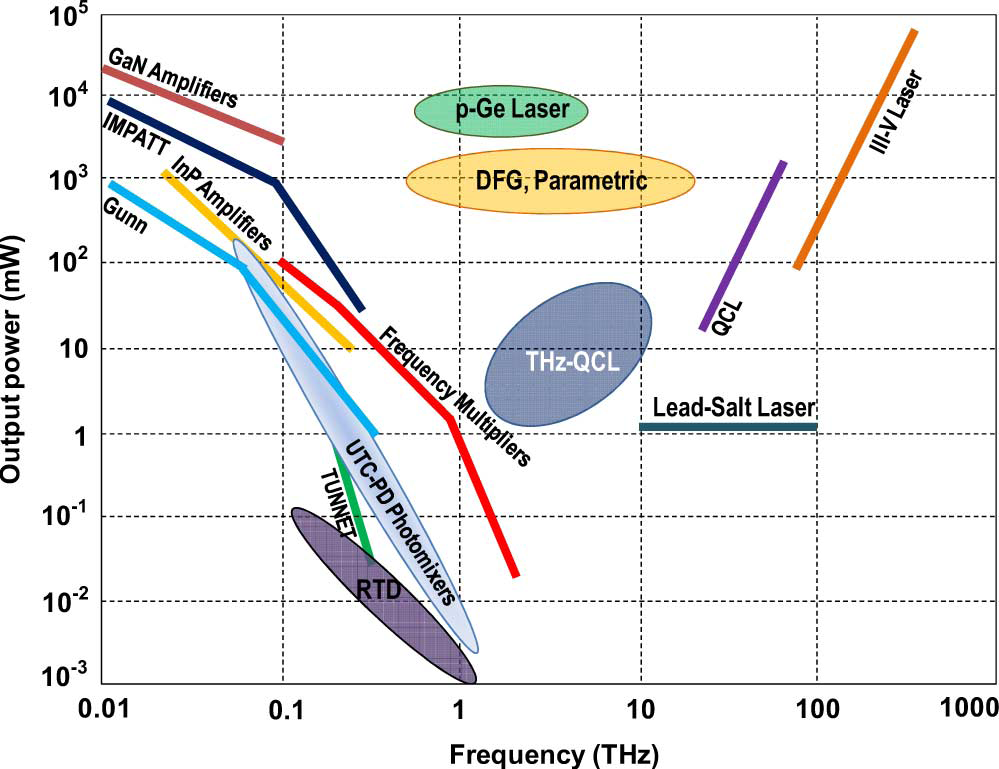 10^5
10^4
10^3
10^2
10
1
10^-1
10^-2
10^-3
Output power (mW)
GaN Amplifiers
IMPATT
InP Amplifiers
Gunn
p-Ge Laser
DFG, Parametric
III-V Laser
QCL
THz-QCL
Frequency Multipliers
Lead-Salt Laser
UTC-PD Photomixers
TUNNET
RTD
0.01
0.1
1
10
100
1000
Frequency (THz)